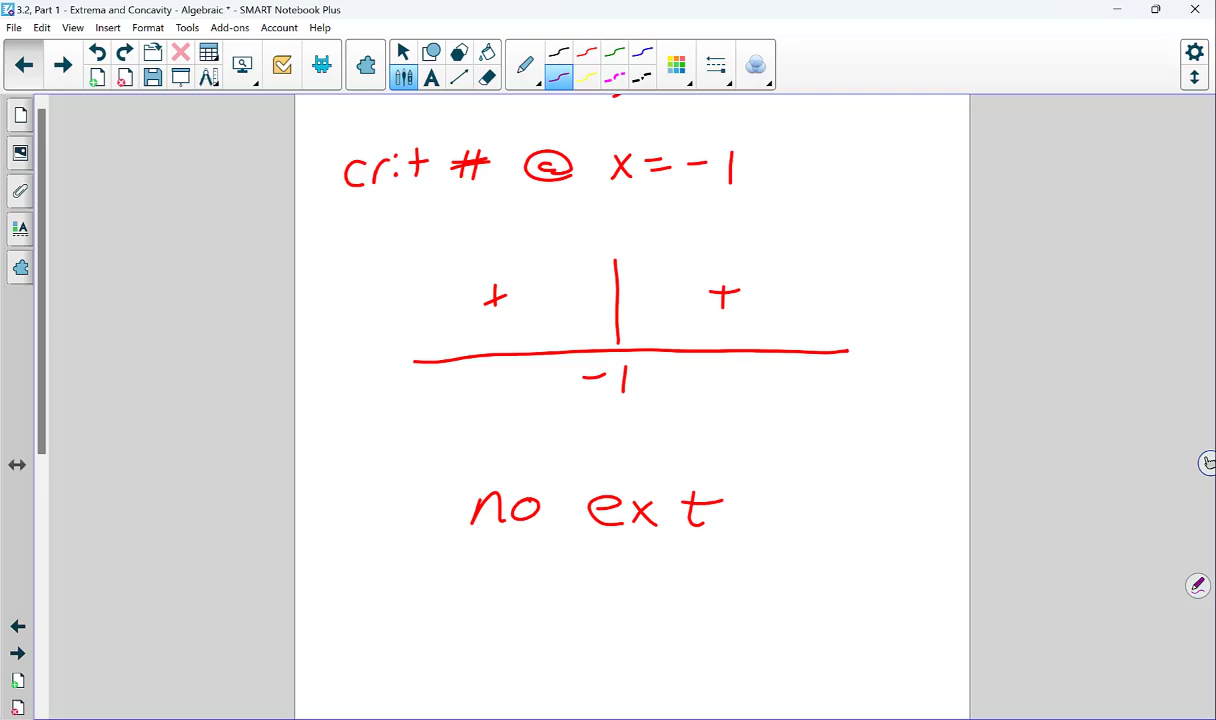 3.2, Part 1 - Extrema and Concavity - Algebraic * - SMART Notebook Plus
File Edit View Insert Format Tools Add-ons Account Help
crit # @ x = -1
+ +
-1
no ext